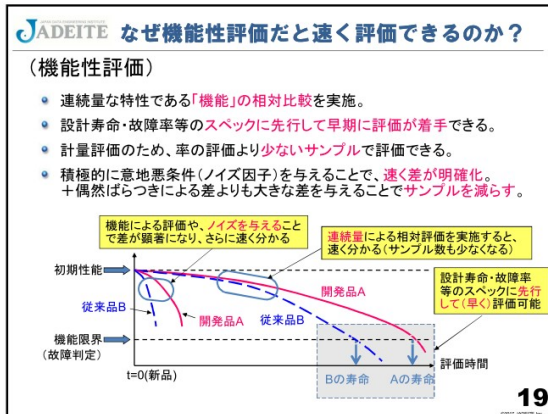 JADEITE なぜ機能性評価だと速く評価できるのか?
(機能性評価)
連続量な特性である「機能」の相対比較を実施。
設計寿命・故障率等のスペックに先行して早期に評価が着手できる。
計量評価のため、率の評価より少ないサンプルで評価できる。
積極的に意地悪条件(ノイズ因子)を与えることで、速く差が明確化。
+偶然ばらつきによる差よりも大きな差を与えることでサンプルを減らす。
機能による評価や、ノイズを与えること
で差が顕著になり、さらに速く分かる
連続量による相対評価を実施すると、
速く分かる(サンプル数も少なくなる)
設計寿命・故障率
等のスペックに先行
して(早く)評価可能
初期性能
従来品B
開発品A
開発品A
従来品B
機能限界
(故障判定)
t=0(新品)
Bの寿命
Aの寿命
評価時間
19